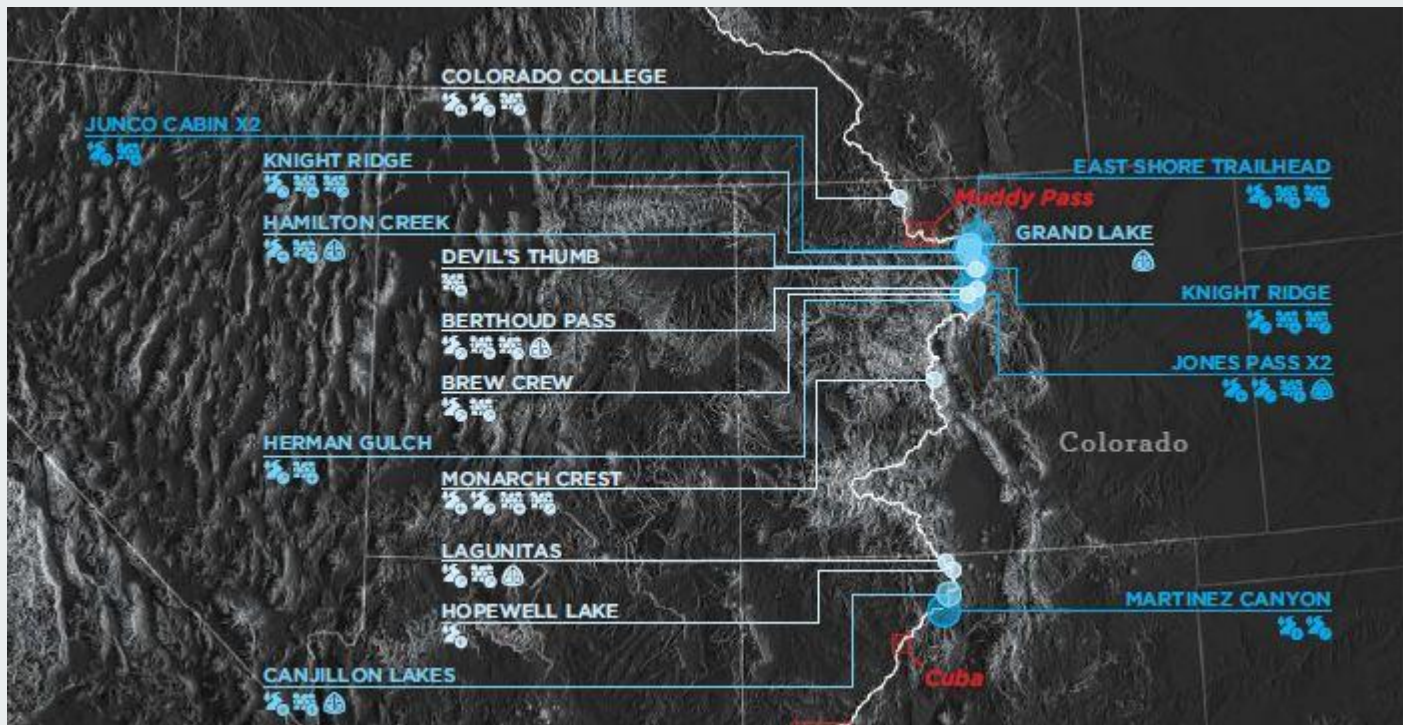 COLORADO COLLEGE
JUNCO CABIN X2
KNIGHT RIDGE
EAST SHORE TRAILHEAD
Muddy Pass
HAMILTON CREEK
GRAND LAKE
DEVIL'S THUMB
KNIGHT RIDGE
BERTHOUD PASS
JONES PASS X2
BREW CREW
HERMAN GULCH
Colorado
MONARCH CREST
LAGUNITAS
HOPEWELL LAKE
MARTINEZ CANYON
CANJILLON LAKES
Cuba